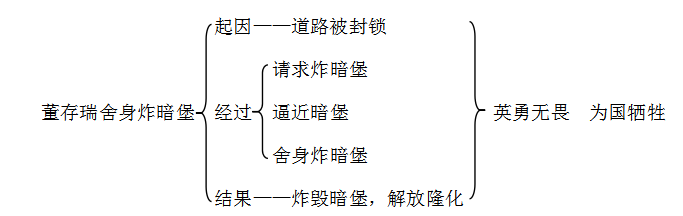 起因——道路被封锁
请求炸暗堡
董存瑞舍身炸暗堡 经过 逼近暗堡 英勇无畏 为国牺牲
舍身炸暗堡
结果——炸毁暗堡，解放隆化